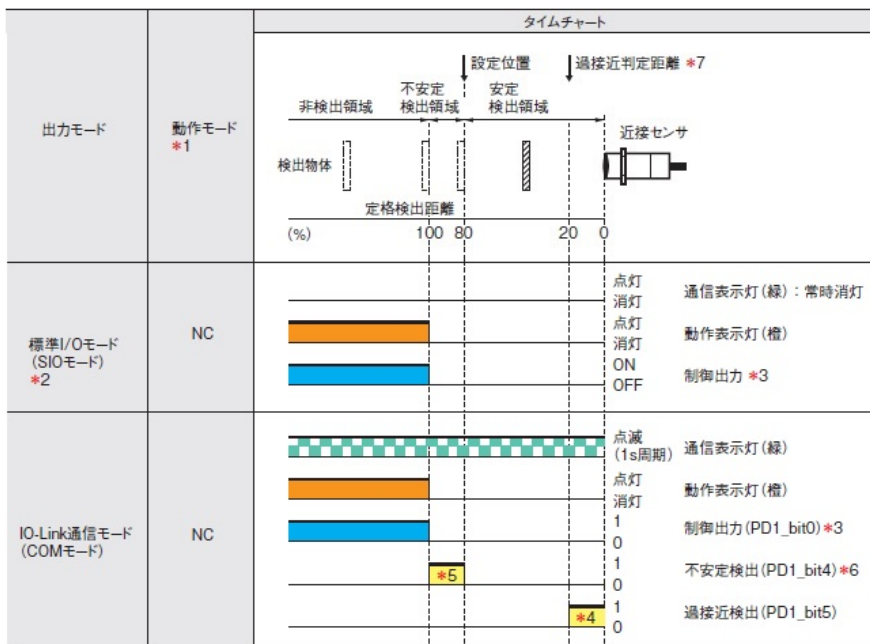 タイムチャート
出力モード
動作モード
*1
設定位置
過接近判定距離 *7
非検出領域
不安定
検出領域
安定
検出領域
近接センサ
検出物体
定格検出距離
(%)
100
80
20
0
標準I/Oモード
(SIOモード)
*2
NC
点灯
消灯
通信表示灯(緑):常時消灯
点灯
消灯
動作表示灯(橙)
ON
OFF
制御出力 *3
IO-Link通信モード
(COMモード)
NC
点滅
(1s周期)
通信表示灯(緑)
点灯
消灯
動作表示灯(橙)
1
0
制御出力(PD1_bit0)*3
*5
1
0
不安定検出(PD1_bit4)*6
*4
1
0
過接近検出(PD1_bit5)